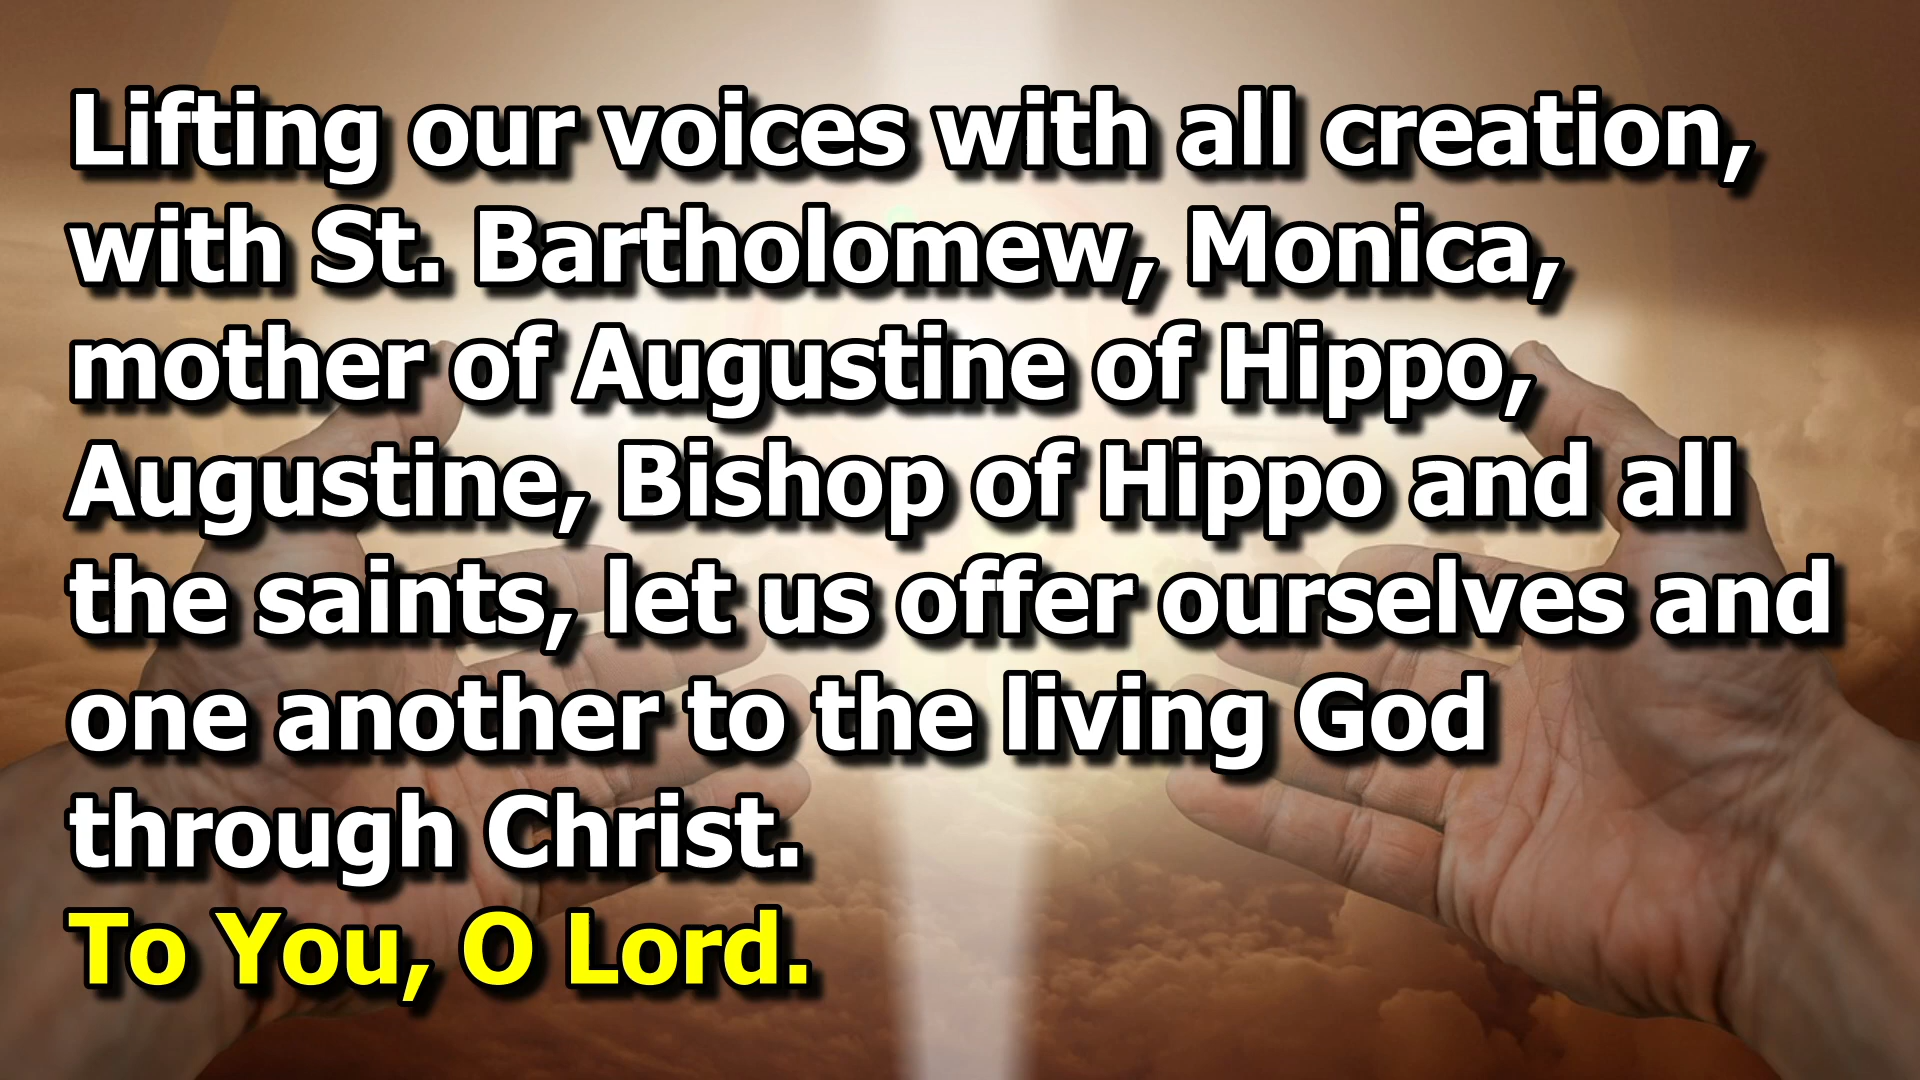 Lifting our voices with all creation,
with St. Bartholomew, Monica,
mother of Augustine of Hippo,
Augustine, Bishop of Hippo and all
the saints, let us offer ourselves and
one another to the living God
through Christ.
To You, O Lord.